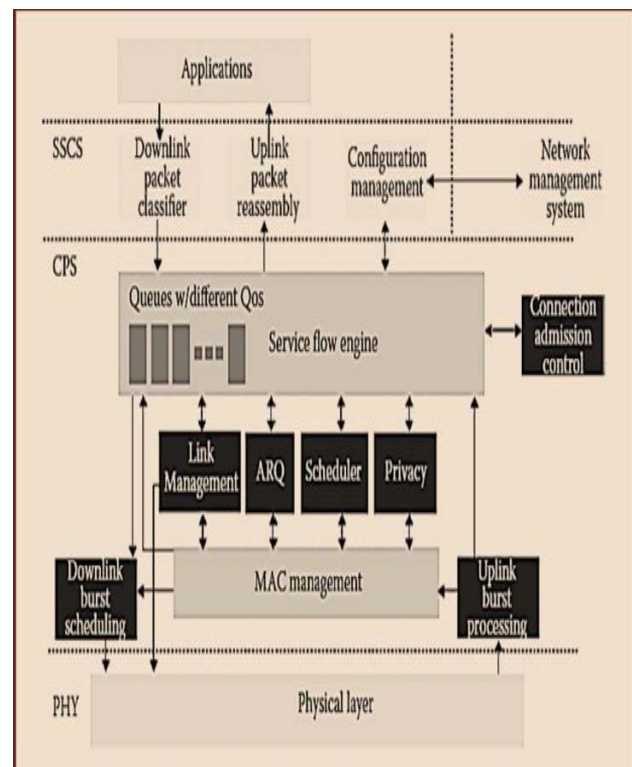 Applications
SSCS
Downlink
packet
classifier
Uplink
packet
reassembly
Configuration
management
Network
management
system
CPS
Queues w/different Qos
Service flow engine
Connection
admission
control
Link
Management
ARQ
Scheduler
Privacy
Downlink
burst
scheduling
MAC management
Uplink
burst
processing
PHY
Physical layer